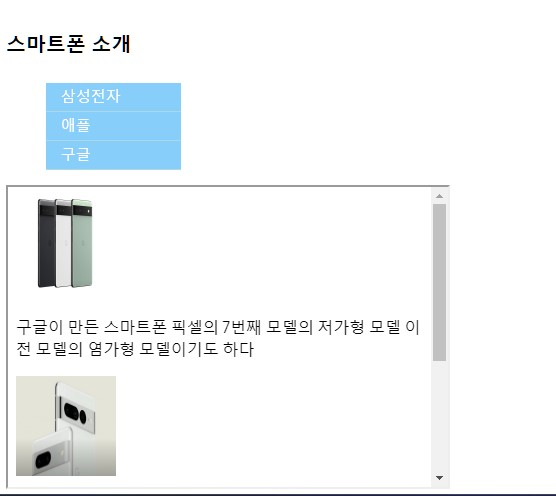 스마트폰 소개
삼성전자
애플
구글
구글이 만든 스마트폰 픽셀의 7번째 모델의 저가형 모델 이
전 모델의 염가형 모델이기도 하다